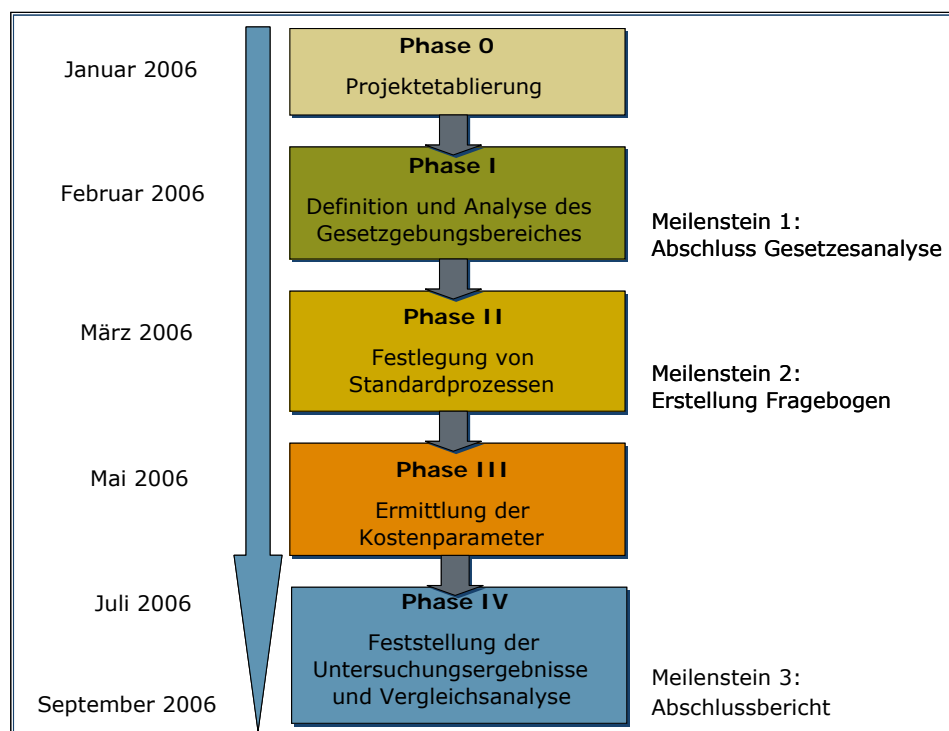 Januar 2006
Phase 0
Projektetablierung
Februar 2006
Phase I
Definition und Analyse des
Gesetzgebungsbereiches
Meilenstein 1:
Abschluss Gesetzesanalyse
März 2006
Phase II
Festlegung von
Standardprozessen
Meilenstein 2:
Erstellung Fragebogen
Mai 2006
Phase III
Ermittlung der
Kostenparameter
Juli 2006
Phase IV
Feststellung der
Untersuchungsergebnisse
und Vergleichsanalyse
September 2006
Meilenstein 3:
Abschlussbericht